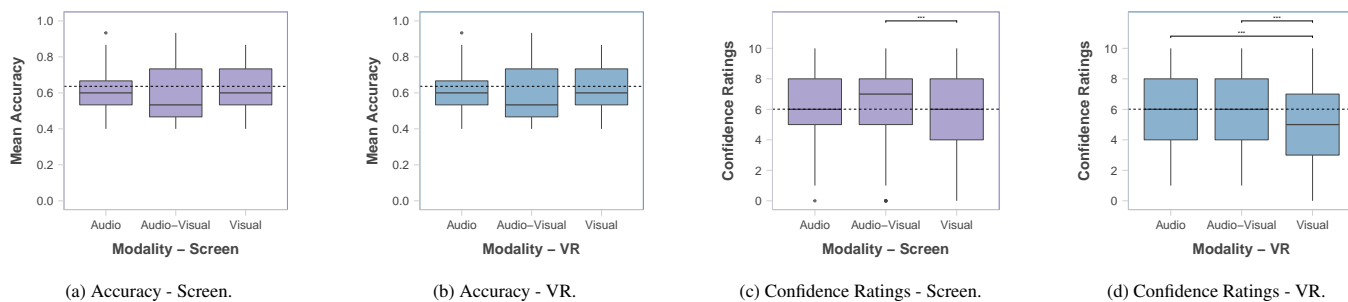 1.0
0.8
0.6
0.4
0.2
0.0
Mean Accuracy
Audio
Audio−Visual
Visual
Modality − Screen
(a) Accuracy - Screen.
1.0
0.8
0.6
0.4
0.2
0.0
Mean Accuracy
Audio
Audio−Visual
Visual
Modality − VR
(b) Accuracy - VR.
***
10
8
6
4
2
0
Confidence Ratings
Audio
Audio−Visual
Visual
Modality − Screen
(c) Confidence Ratings - Screen.
***
***
10
8
6
4
2
0
Confidence Ratings
Audio
Audio−Visual
Visual
Modality − VR
(d) Confidence Ratings - VR.